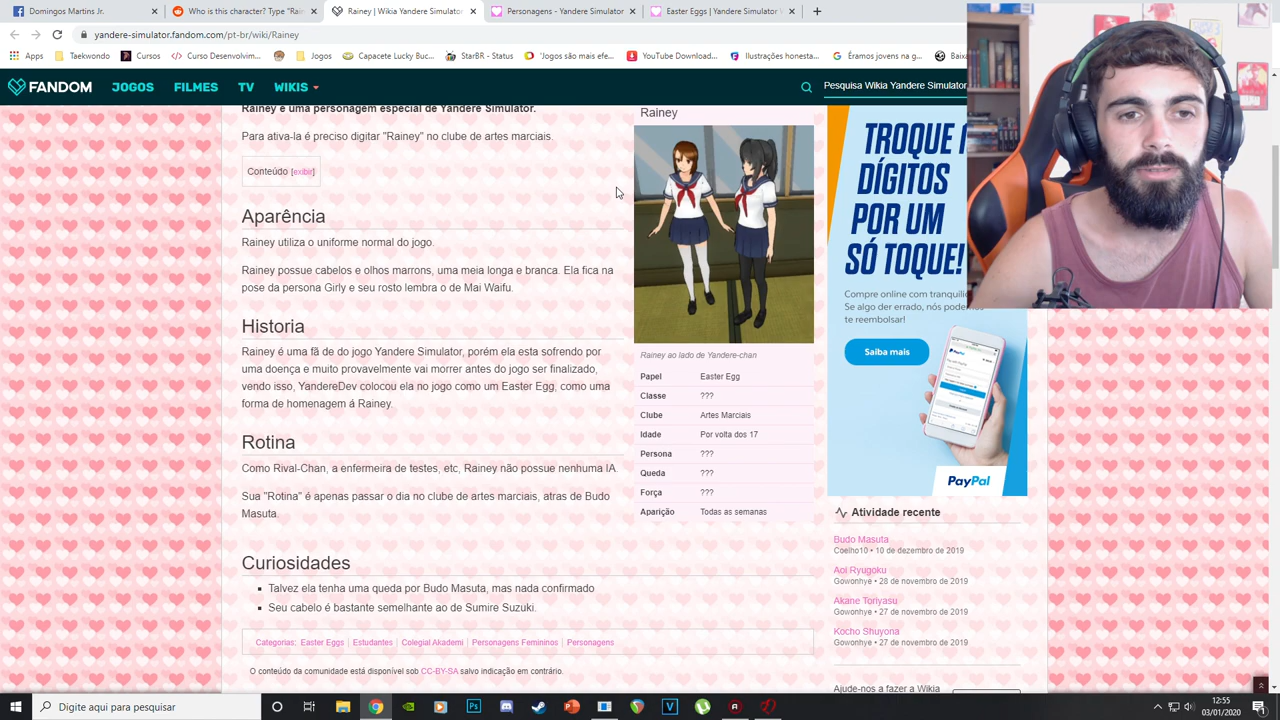 Domingos Martins Jr.
Who is this character? Type "Rain
Rainey | Wikia Yandere Simulator
Personagens - Yandere Simulator
Easter Eggs | Yandere Simulator W
yandere-simulator.fandom.com/pt-br/wiki/Rainey
Apps
Taekwondo
Cursos
Curso Desenvolvim...
Jogos
Capacete Lucky Buc...
StarBR - Status
"Jogos são mais efe...
YouTube Download...
Ilustrações honesta...
Éramos jovens na g...
Baixa
FANDOM
JOGOS
FILMES
TV
WIKIS
Pesquisa Wikia Yandere Simulator
Rainey é uma personagem especial de Yandere Simulator.
Para ativa-la é preciso digitar "Rainey" no clube de artes marciais.
Conteúdo [exibir]
Aparência
Rainey utiliza o uniforme normal do jogo.
Rainey possue cabelos e olhos marrons, uma meia longa e branca. Ela fica na
pose da persona Girly e seu rosto lembra o de Mai Waifu.
Historia
Rainey é uma fã de do jogo Yandere Simulator, porém ela esta sofrendo por
uma doença e muito provavelmente vai morrer antes do jogo ser finalizado,
vendo isso, YandereDev colocou ela no jogo como um Easter Egg, como uma
forma de homenagem á Rainey.
Rotina
Como Rival-Chan, a enfermeira de testes, etc, Rainey não possue nenhuma IA.
Sua "Rotina" é apenas passar o dia no clube de artes marciais, atras de Budo
Masuta.
Curiosidades
Talvez ela tenha uma queda por Budo Masuta, mas nada confirmado
Seu cabelo é bastante semelhante ao de Sumire Suzuki.
Categorias: Easter Eggs | Estudantes | Colegial Akademi | Personagens Femininos | Personagens
O conteúdo da comunidade está disponível sob CC-BY-SA salvo indicação em contrário.
Rainey
Rainey ao lado de Yandere-chan
Papel Easter Egg
Classe ???
Clube Artes Marciais
Idade Por volta dos 17
Persona ???
Queda ???
Força ???
Aparição Todas as semanas
TROQUE
DÍGITOS
POR UM
SÓ TOQUE!
Compre online com
Se algo der errado, nós
te reembolsar!
Saiba mais
PayPal
Atividade recente
Budo Masuta
Coelho10 • 10 de dezembro de 2019
Aoi Ryugoku
Gowonhye • 28 de novembro de 2019
Akane Toriyasu
Gowonhye • 27 de novembro de 2019
Kocho Shuyona
Gowonhye • 27 de novembro de 2019
Ajude-nos a fazer a Wikia
Digite aqui para pesquisar
12:55
03/01/2020